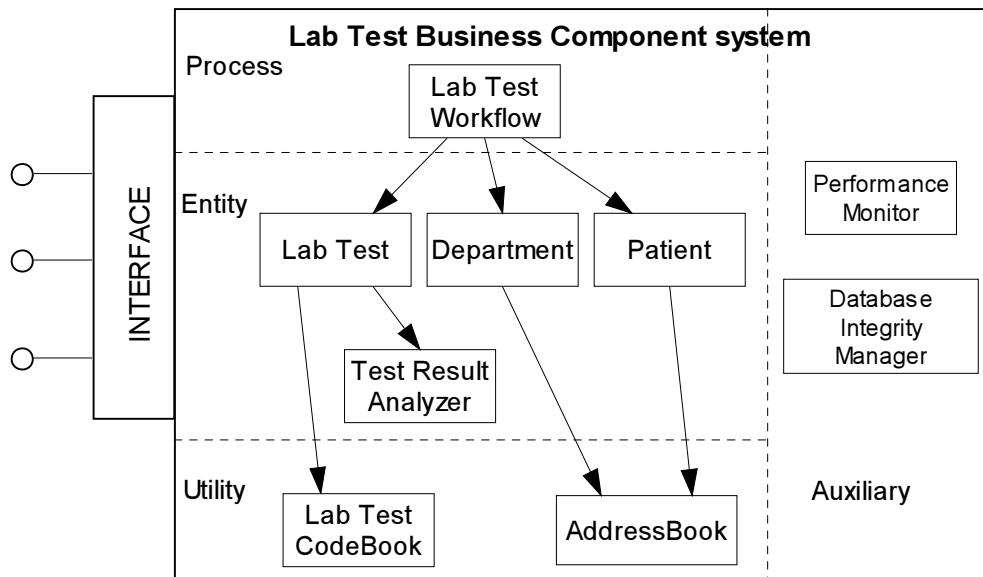 Lab Test Business Component system
Process
Lab Test
Workflow
INTERFACE
Entity
Lab Test
Department
Patient
Performance
Monitor
Database
Integrity
Manager
Test Result
Analyzer
Utility
Lab Test
CodeBook
AddressBook
Auxiliary